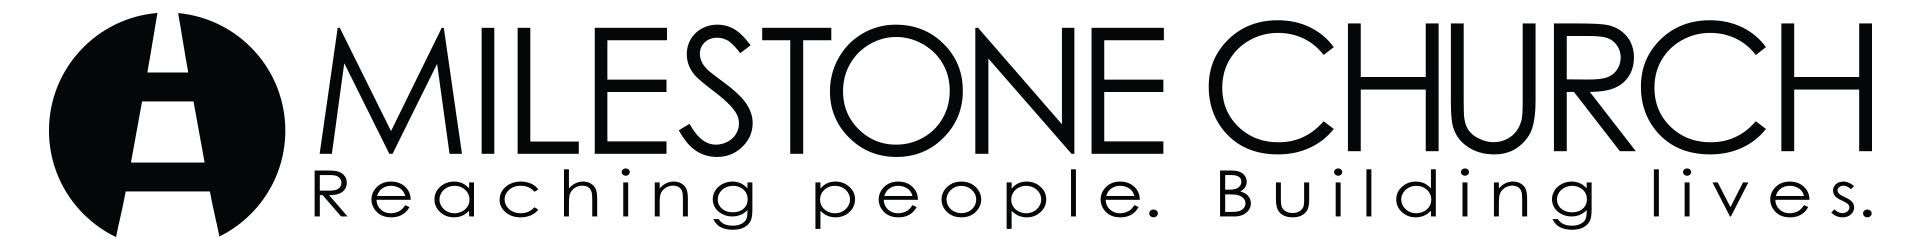 MILESTONE CHURCH
Reaching people. Building lives.